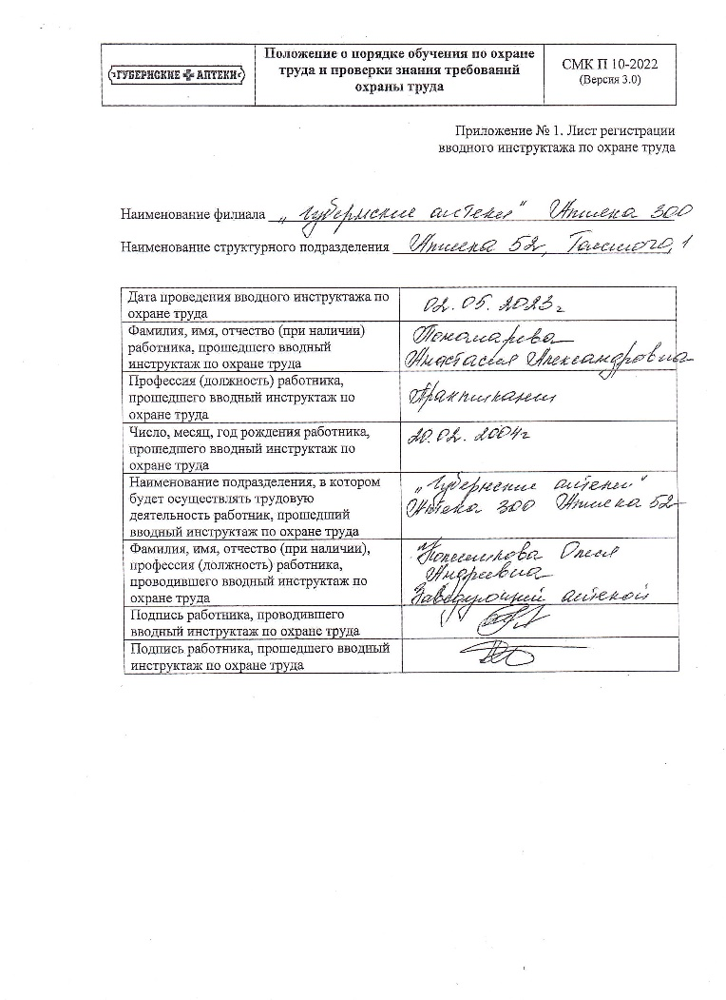 ГУБЕРНСКИЕ АПТЕКИ
Положение о порядке обучения по охране
труда и проверки знания требований
охраны труда
СМК П 10-2022
(Версия 3.0)
Приложение № 1. Лист регистрации
вводного инструктажа по охране труда
Наименование филиала „Губернские аптеки" Аптека 300
Наименование структурного подразделения Аптека 52, Толстого, 1
Дата проведения вводного инструктажа по
охране труда
02.05.2023г
Фамилия, имя, отчество (при наличии)
работника, прошедшего вводный
инструктаж по охране труда
Пономарева
Анастасия Александровна
Профессия (должность) работника,
прошедшего вводный инструктаж по
охране труда
Практикант
Число, месяц, год рождения работника,
прошедшего вводный инструктаж по
охране труда
20.02.2004г
Наименование подразделения, в котором
будет осуществлять трудовую
деятельность работник, прошедший
вводный инструктаж по охране труда
„Губернские аптеки"
Аптека 300 Аптека 52
Фамилия, имя, отчество (при наличии),
профессия (должность) работника,
проводившего вводный инструктаж по
охране труда
Олеся
Андреевна
Заведующий аптекой
Подпись работника, проводившего
вводный инструктаж по охране труда
Подпись работника, прошедшего вводный
инструктаж по охране труда